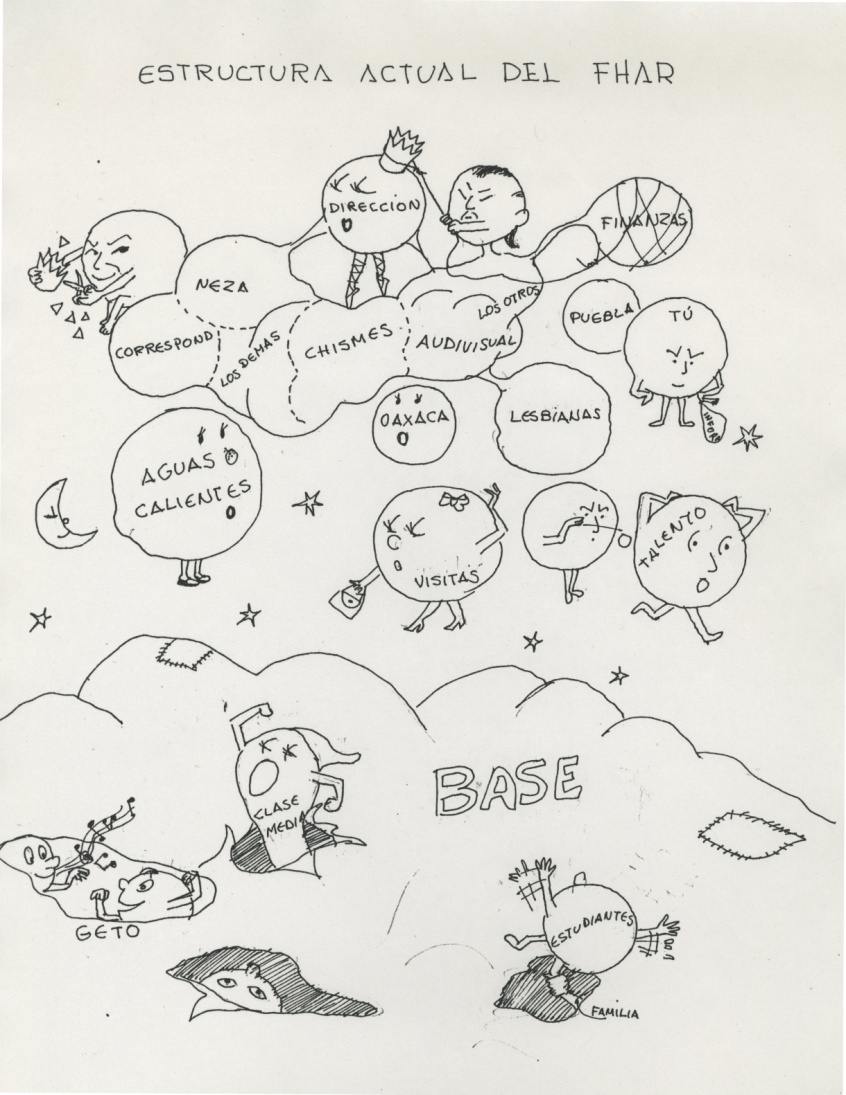 ESTRUCTURA ACTUAL DEL FHAR
DIRECCION
FINANZAS
NEZA
LOS OTROS
PUEBLA
TÚ
CORRESPOND
LOS DEMAS
CHISMES
AUDIVISUAL
INFOR
OAXACA
LESBIANAS
AGUAS
CALIENTES
VISITAS
TALENTO
BASE
CLASE
MEDIA
GETO
ESTUDIANTES
FAMILIA